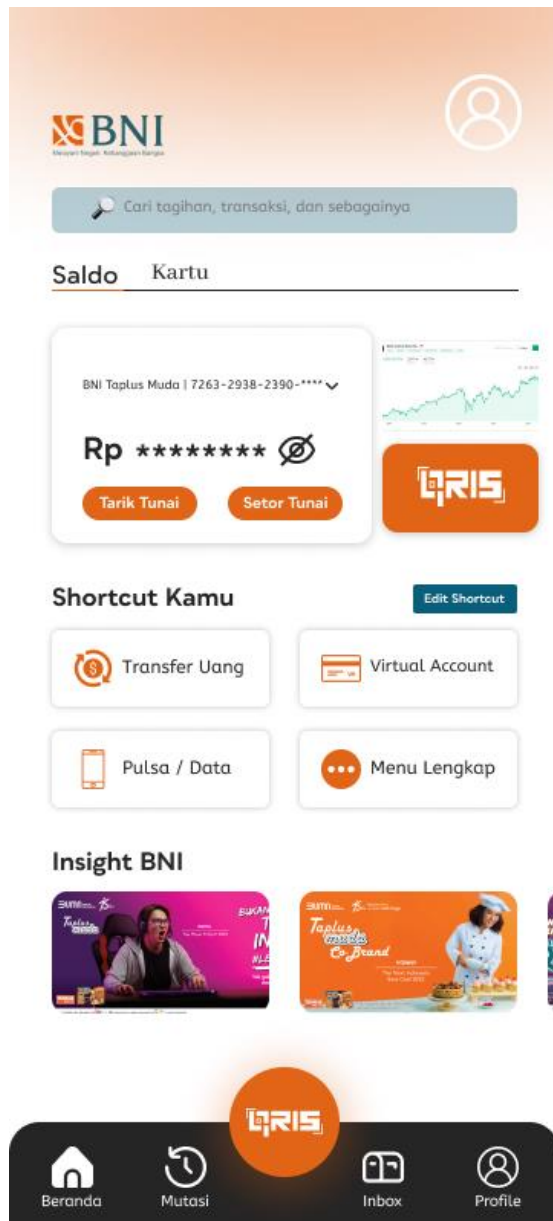 BNI
Melayani Negeri, Kebanggaan Bangsa
Cari tagihan, transaksi, dan sebagainya
Saldo Kartu
BNI Taplus Muda | 7263-2938-2390-****
Rp ********
Tarik Tunai Setor Tunai
QRIS
Shortcut Kamu Edit Shortcut
Transfer Uang Virtual Account
Pulsa / Data Menu Lengkap
Insight BNI
Taplus muda
BUKAN
Taplus
muda
Co Brand
QRIS
Beranda Mutasi Inbox Profile